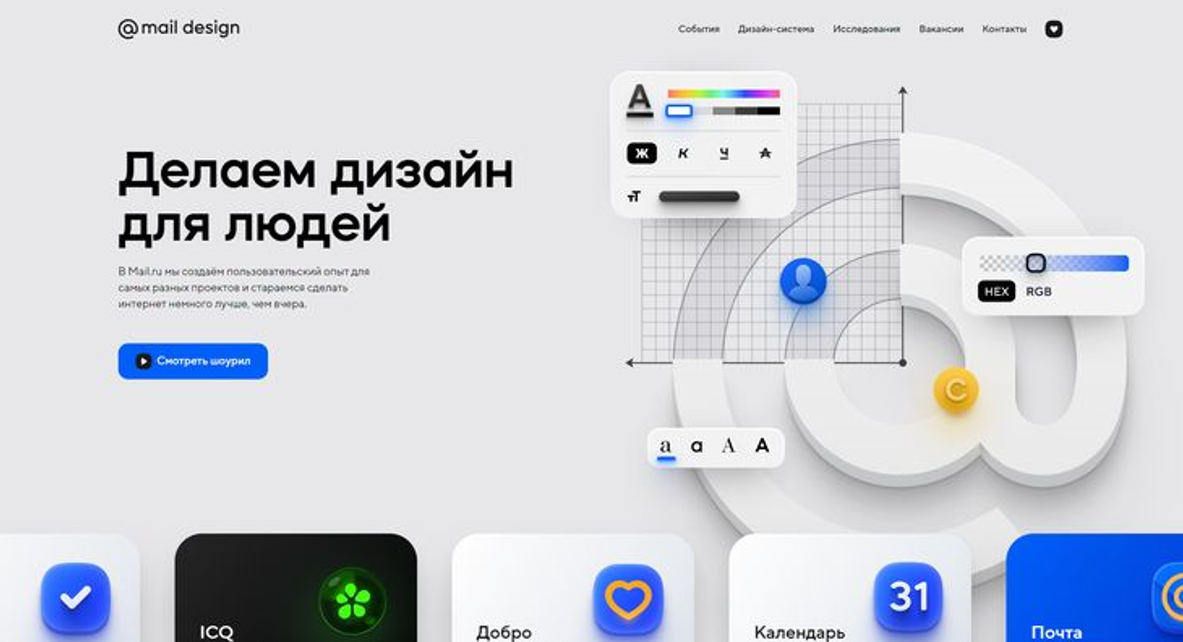 @mail design
События Дизайн-система Исследования Вакансии Контакты
A
Ж К Ч A
тТ
Делаем дизайн
для людей
В Mail.ru мы создаём пользовательский опыт для
самых разных проектов и стараемся сделать
интернет немного лучше, чем вчера.
Смотреть шоурил
HEX RGB
C
a a A A
31
ICQ
Добро
Календарь
Почта